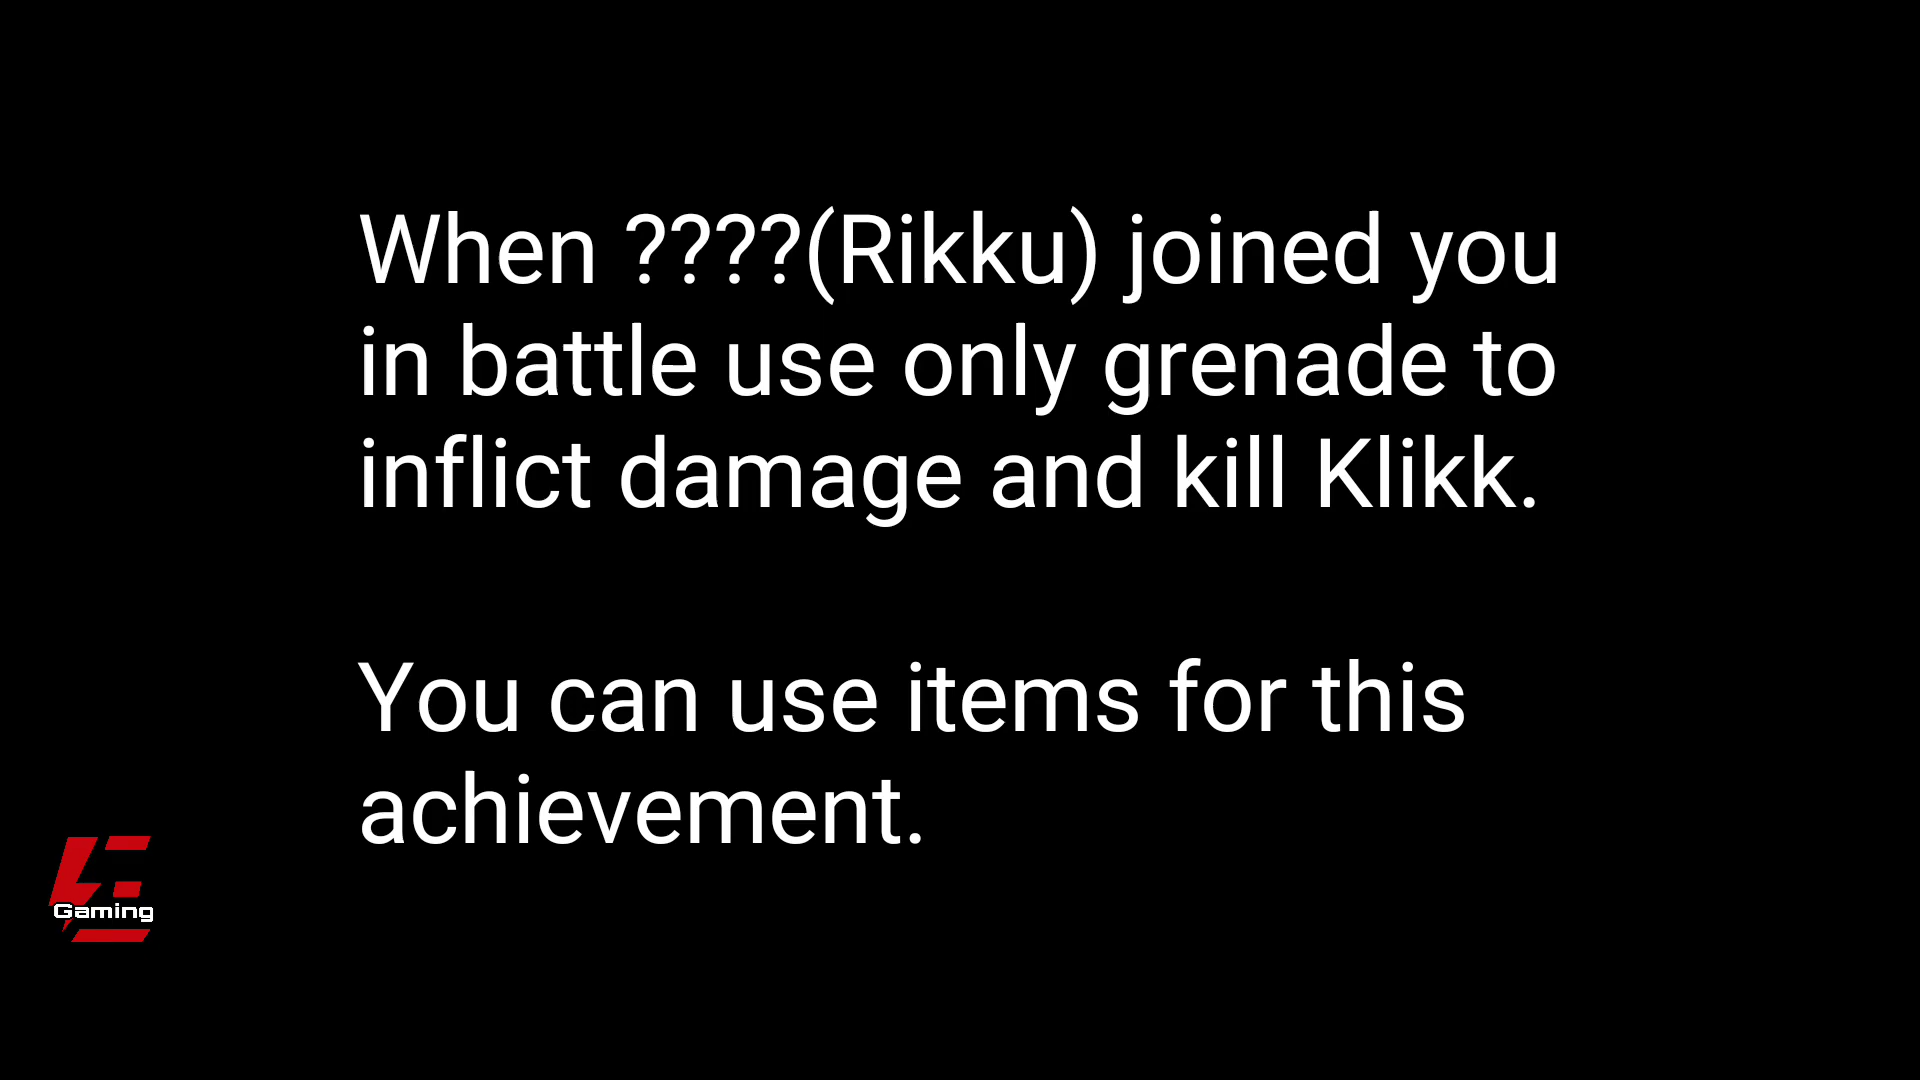 When ????(Rikku) joined you
in battle use only grenade to
inflict damage and kill Klikk.
You can use items for this
achievement.
Gaming